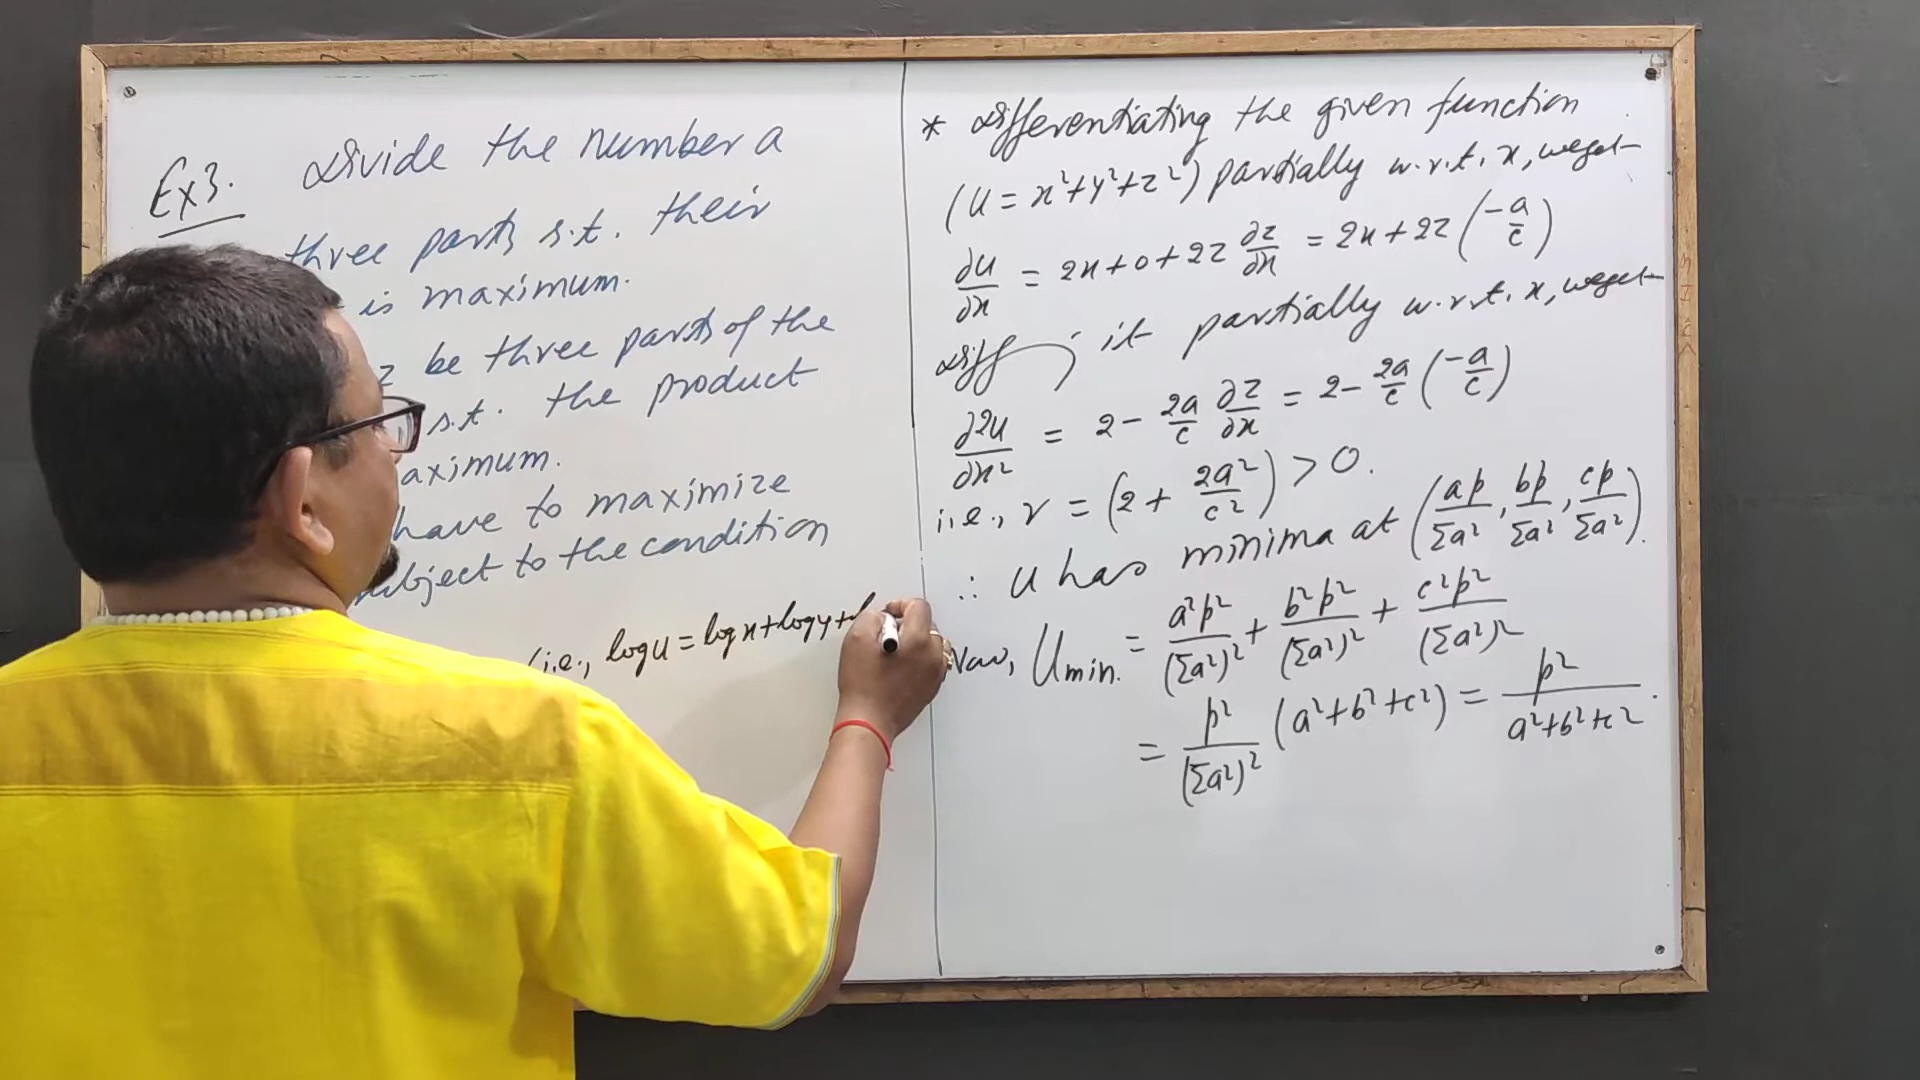 Ex3. Divide the number a
three parts s.t. their
is maximum.
z be three parts of the
s.t. the product
aximum.
have to maximize
ubject to the condition
(i.e., log u = log x + log y + l
* Differentiating the given function
(u = x² + y² + z²) partially w.r.t. x, we get
∂u/∂x = 2x + 0 + 2z ∂z/∂x = 2x + 2z (-a/c)
Diff g it partially w.r.t. x, we get
∂²u/∂x² = 2 - 2a/c ∂z/∂x = 2 - 2a/c (-a/c)
i.e., r = (2 + 2a²/c²) > 0.
∴ u has minima at (ap/Σa², bp/Σa², cp/Σa²).
Now, Umin. = a²p²/(Σa²)² + b²p²/(Σa²)² + c²p²/(Σa²)²
= p²/(Σa²)² (a² + b² + c²) = p²/a² + b² + c².